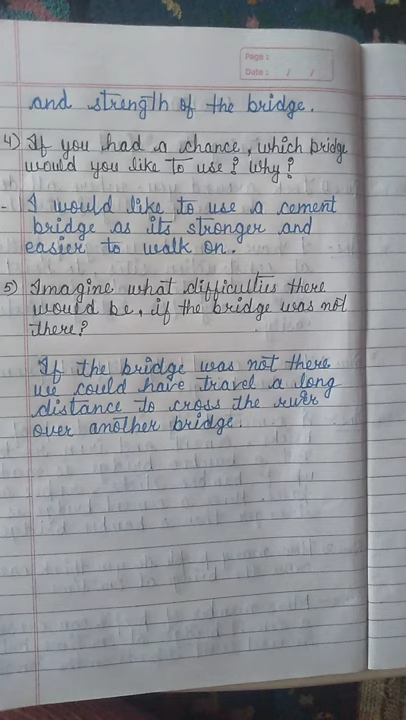 Page :
Date : / /
and strength of the bridge.
4) If you had a chance, which bridge
would you like to use? Why?
- I would like to use a cement
bridge as its stronger and
easier to walk on.
5) Imagine what difficulties there
would be, if the bridge was not
there?
If the bridge was not there
we could have travel a long
distance to cross the river
over another bridge.